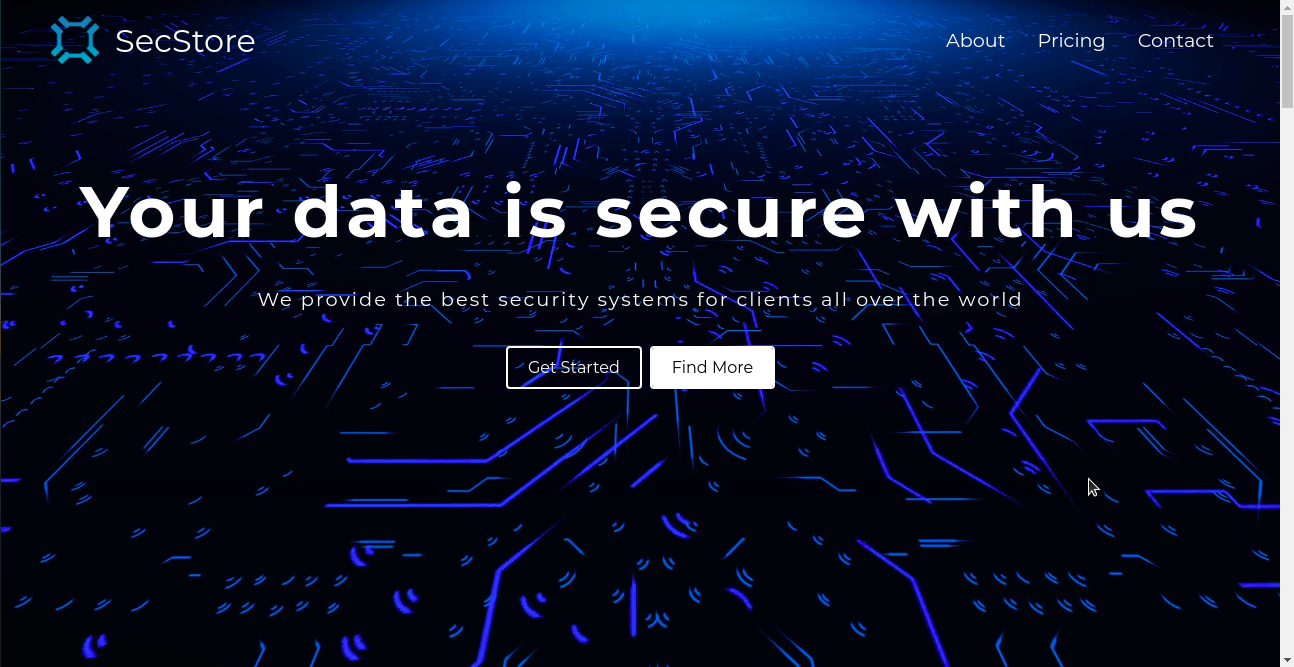 SecStore
About Pricing Contact
Your data is secure with us
We provide the best security systems for clients all over the world
Get Started Find More